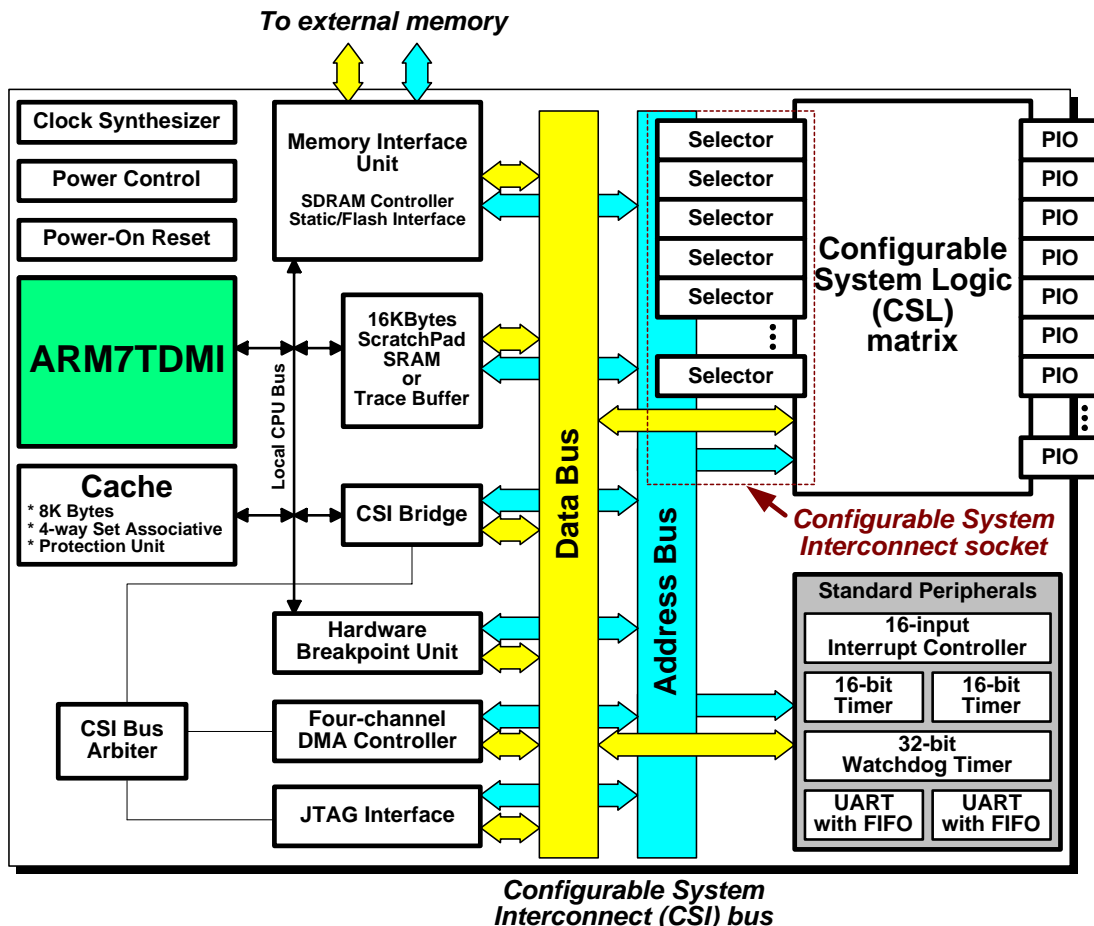 To external memory
Clock Synthesizer
Power Control
Power-On Reset
ARM7TDMI
Cache
* 8K Bytes
* 4-way Set Associative
* Protection Unit
Local CPU Bus
Memory Interface
Unit
SDRAM Controller
Static/Flash Interface
16KBytes
ScratchPad
SRAM
or
Trace Buffer
CSI Bridge
Hardware
Breakpoint Unit
CSI Bus
Arbiter
Four-channel
DMA Controller
JTAG Interface
Data Bus
Address Bus
Selector
Selector
Selector
Selector
Selector
Selector
Configurable
System Logic
(CSL)
matrix
PIO
PIO
PIO
PIO
PIO
PIO
PIO
PIO
Configurable System
Interconnect socket
Standard Peripherals
16-input
Interrupt Controller
16-bit
Timer
16-bit
Timer
32-bit
Watchdog Timer
UART
with FIFO
UART
with FIFO
Configurable System
Interconnect (CSI) bus